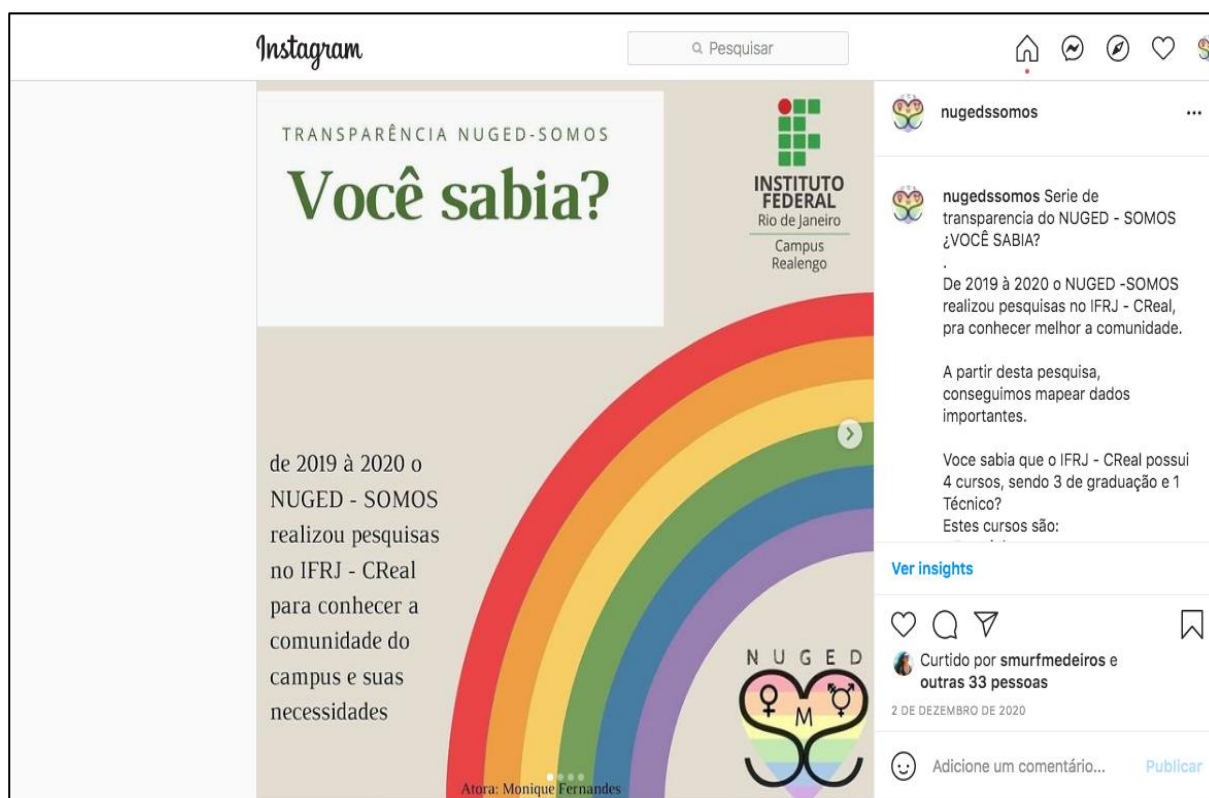 Instagram
Pesquisar
TRANSPARÊNCIA NUGED-SOMOS
Você sabia?
INSTITUTO
FEDERAL
Rio de Janeiro
Campus
Realengo
de 2019 à 2020 o
NUGED - SOMOS
realizou pesquisas
no IFRJ - CReal
para conhecer a
comunidade do
campus e suas
necessidades
NUGED
M
Atora: Monique Fernandes
nugedssomos
nugedssomos Serie de
transparencia do NUGED - SOMOS
¿VOCÊ SABIA?
.
De 2019 à 2020 o NUGED -SOMOS
realizou pesquisas no IFRJ - CReal,
pra conhecer melhor a comunidade.
A partir desta pesquisa,
conseguimos mapear dados
importantes.
Voce sabia que o IFRJ - CReal possui
4 cursos, sendo 3 de graduação e 1
Técnico?
Estes cursos são:
Ver insights
Curtido por smurfmedeiros e
outras 33 pessoas
2 DE DEZEMBRO DE 2020
Adicione um comentário... Publicar